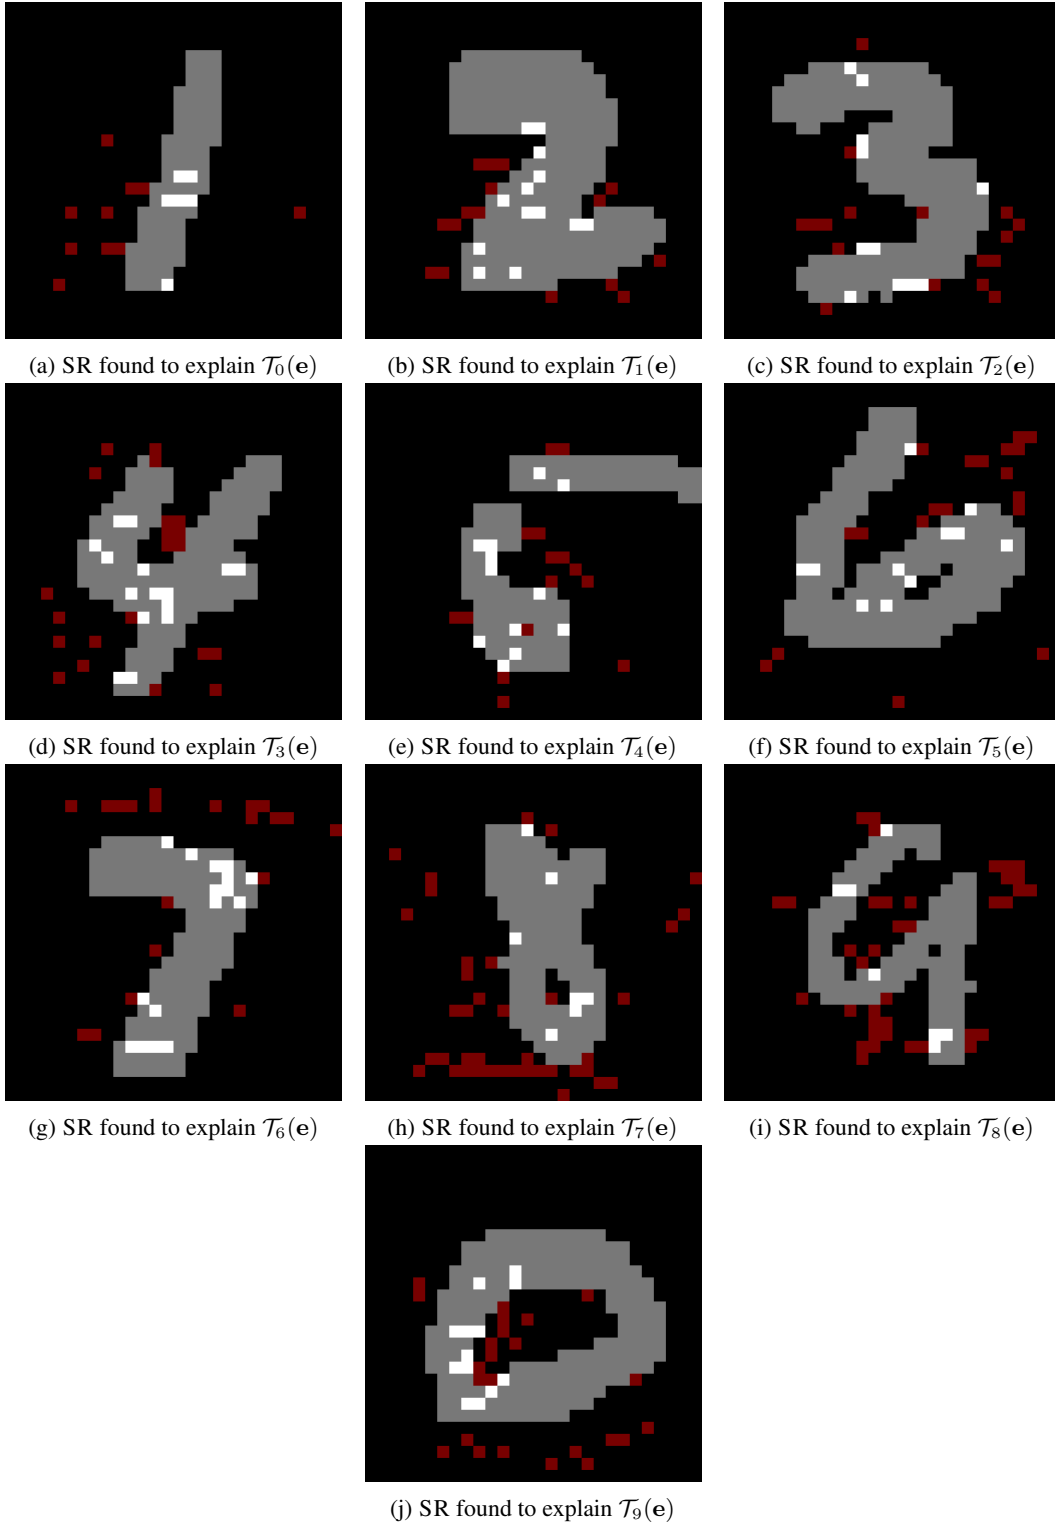 (a) SR found to explain 𝒯₀(𝐞)
(b) SR found to explain 𝒯₁(𝐞)
(c) SR found to explain 𝒯₂(𝐞)
(d) SR found to explain 𝒯₃(𝐞)
(e) SR found to explain 𝒯₄(𝐞)
(f) SR found to explain 𝒯₅(𝐞)
(g) SR found to explain 𝒯₆(𝐞)
(h) SR found to explain 𝒯₇(𝐞)
(i) SR found to explain 𝒯₈(𝐞)
(j) SR found to explain 𝒯₉(𝐞)